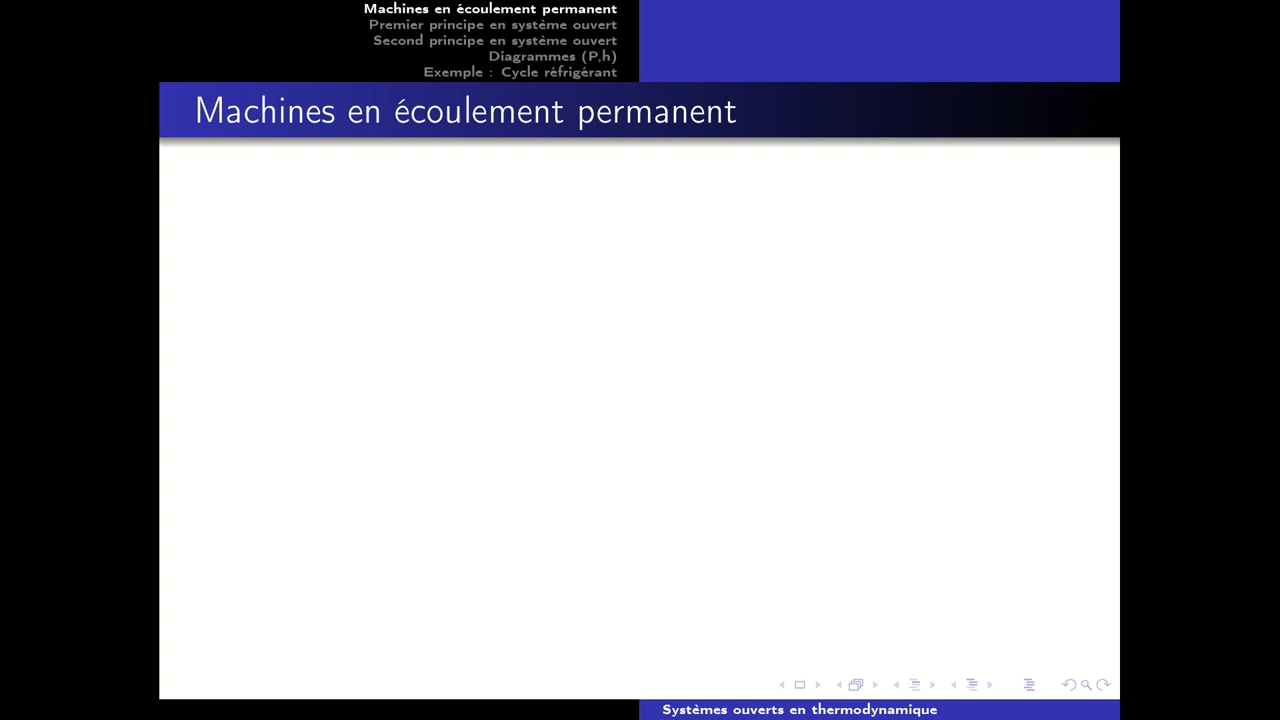 Machines en écoulement permanent
Premier principe en système ouvert
Second principe en système ouvert
Diagrammes (P,h)
Exemple : Cycle réfrigérant
Machines en écoulement permanent
Systèmes ouverts en thermodynamique